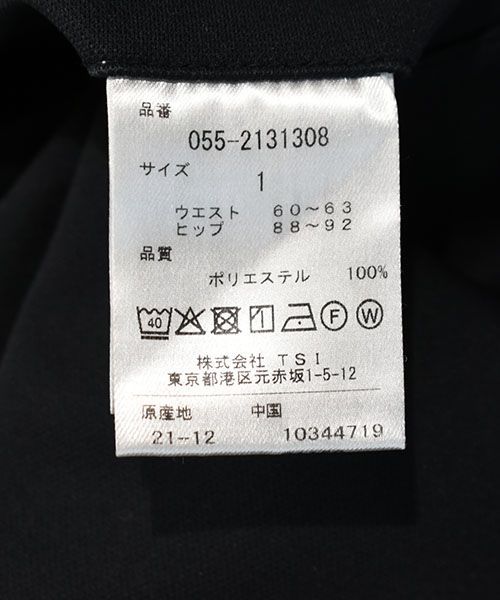 品番
055-2131308
サイズ
1
ウエスト 60～63
ヒップ 88～92
品質
ポリエステル 100%
40 F W
株式会社 TSI
東京都港区元赤坂1-5-12
原産地 中国
21-12 10344719